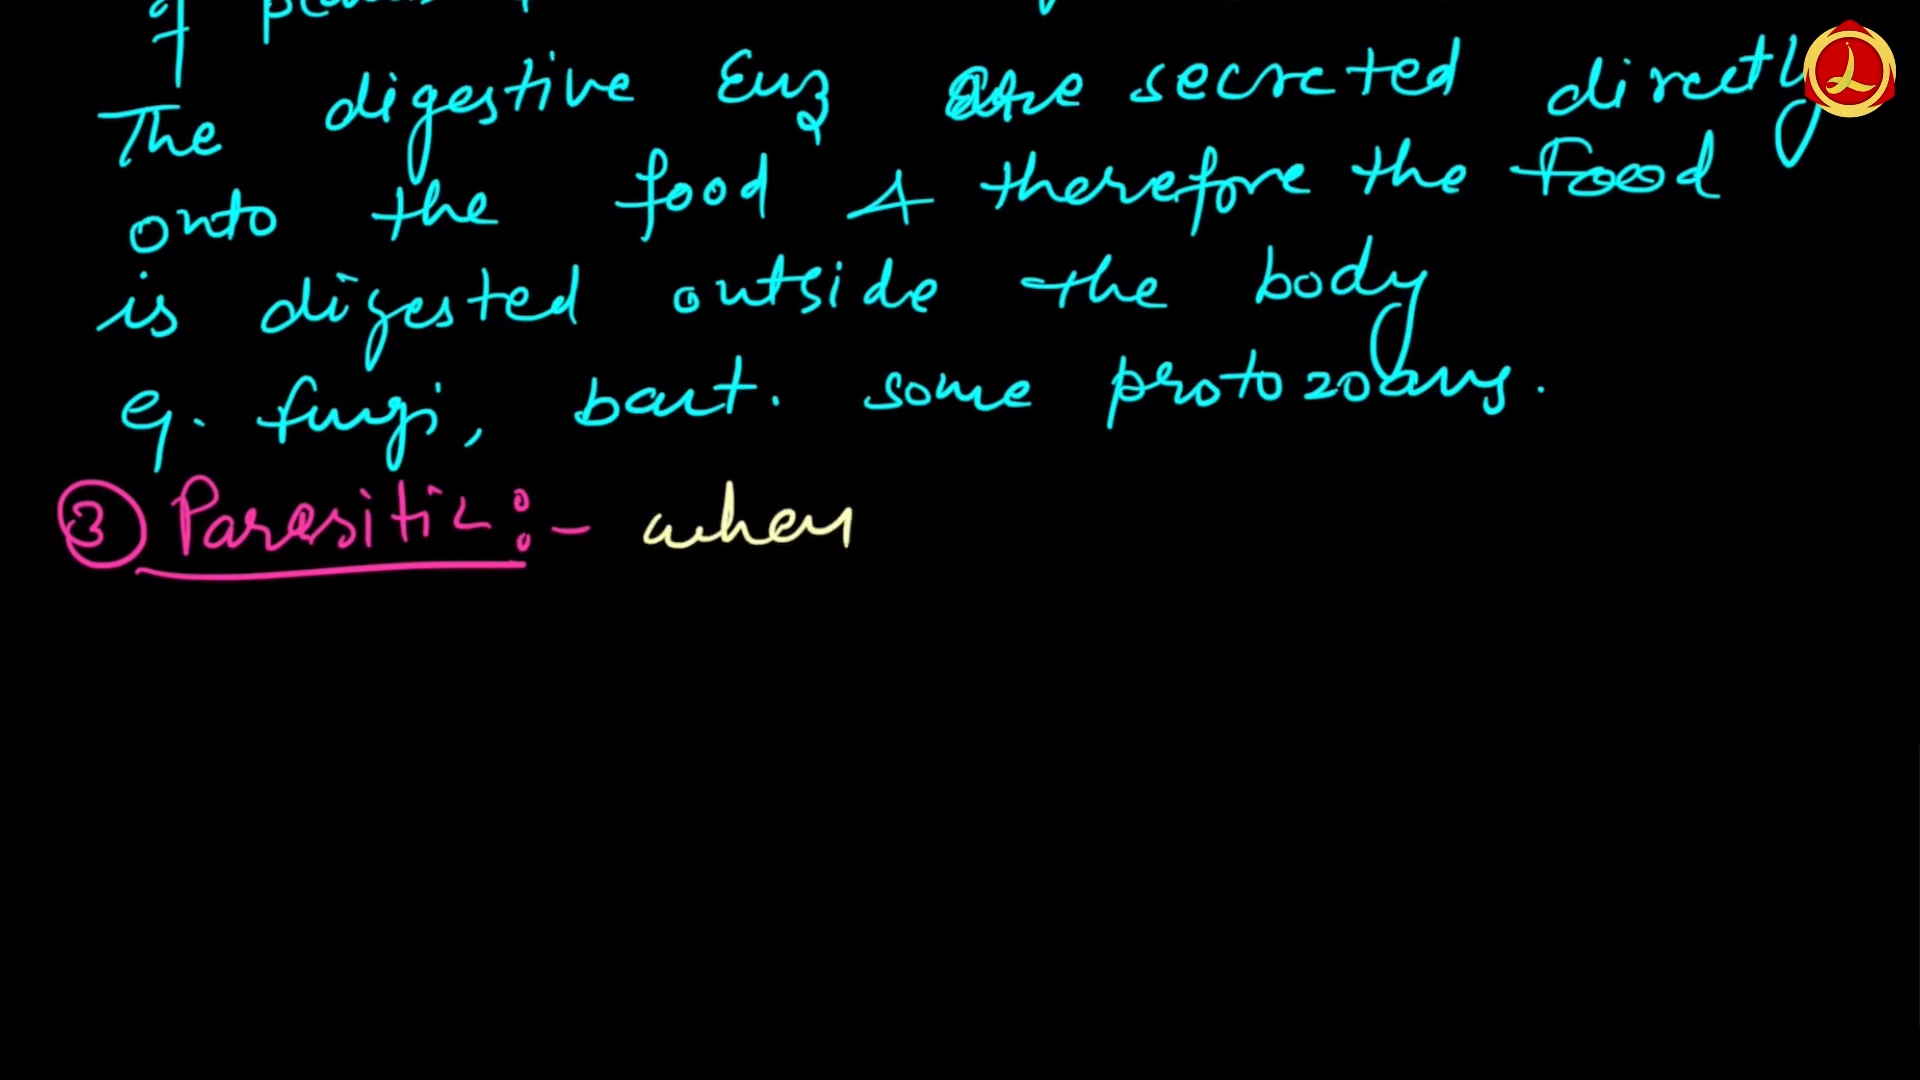 of
The digestive Enz are secreted directly
onto the food & therefore the food
is digested outside the body
eg. fungi, bact. some protozoans.
③ Parasitic :- when